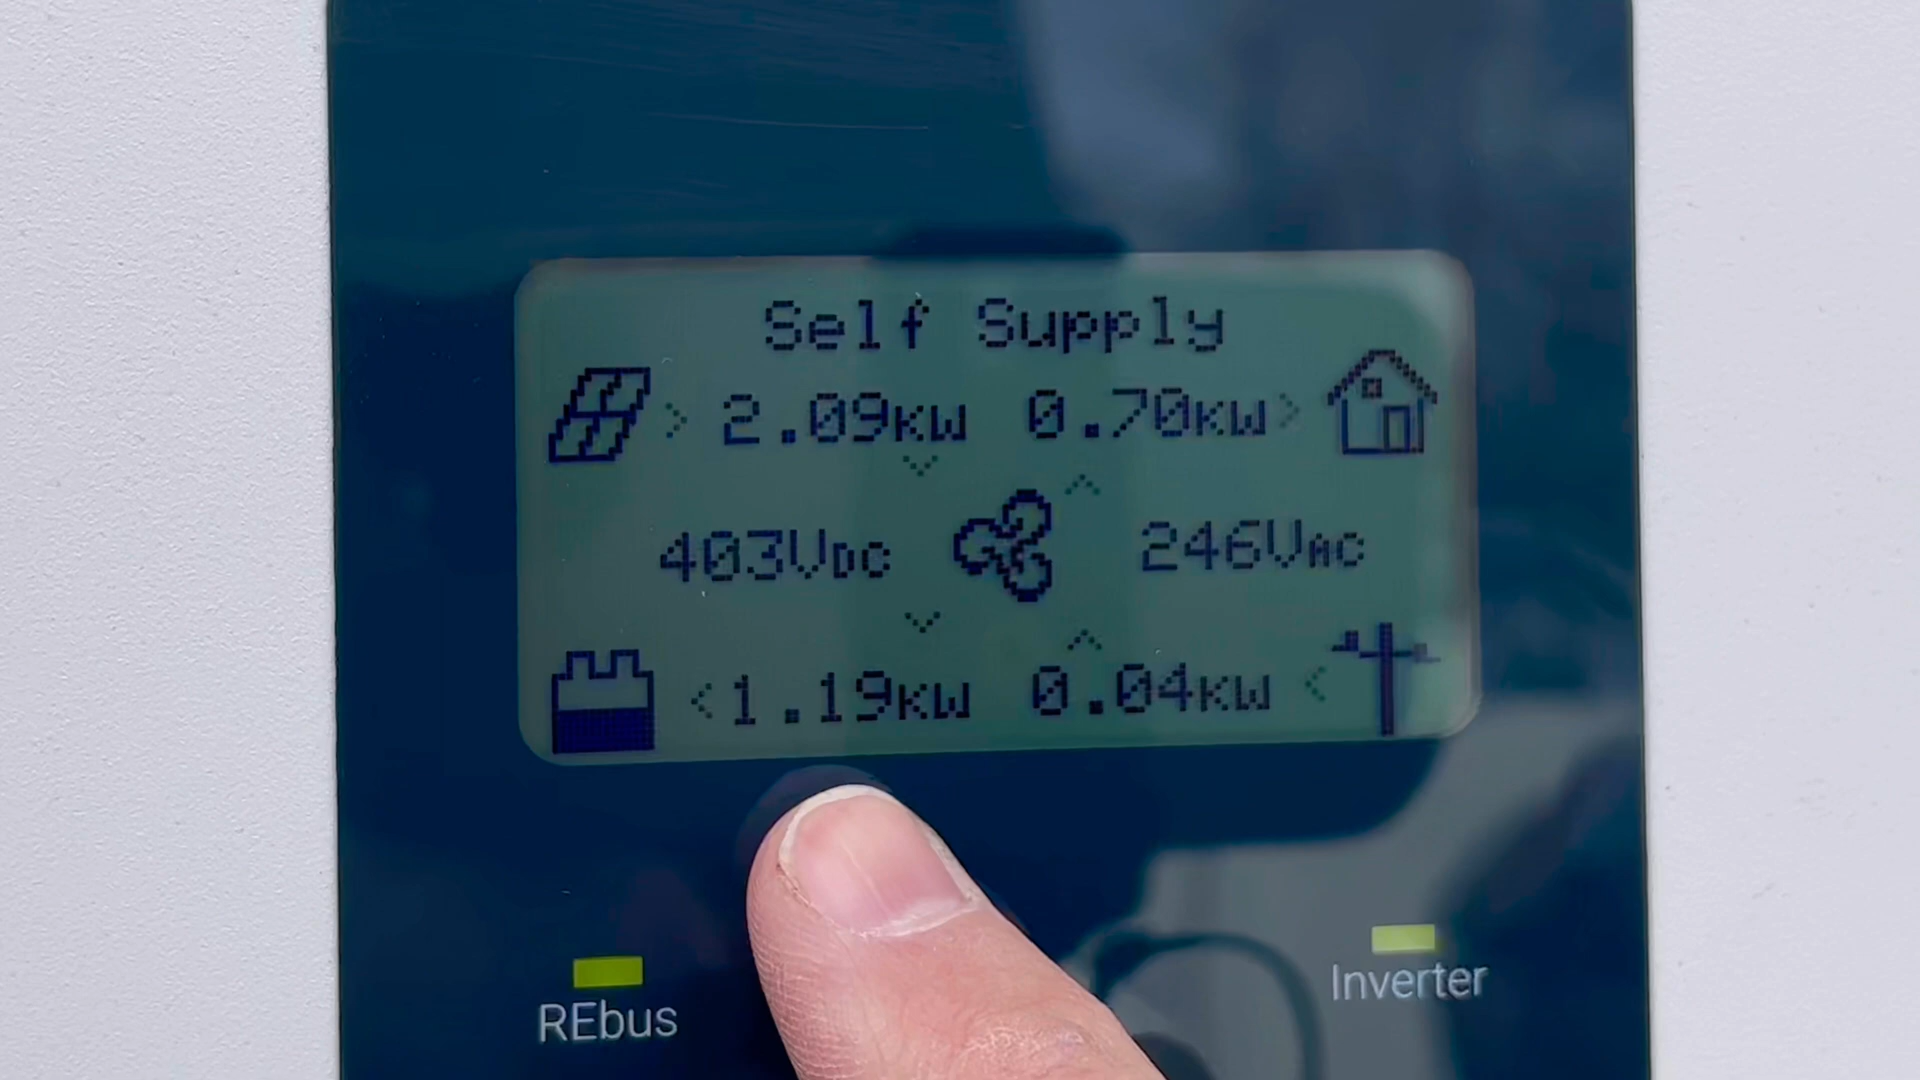 Self Supply
> 2.09kW 0.70kW>
403VDC 246VAC
<1.19kW 0.04kW <
REbus
Inverter